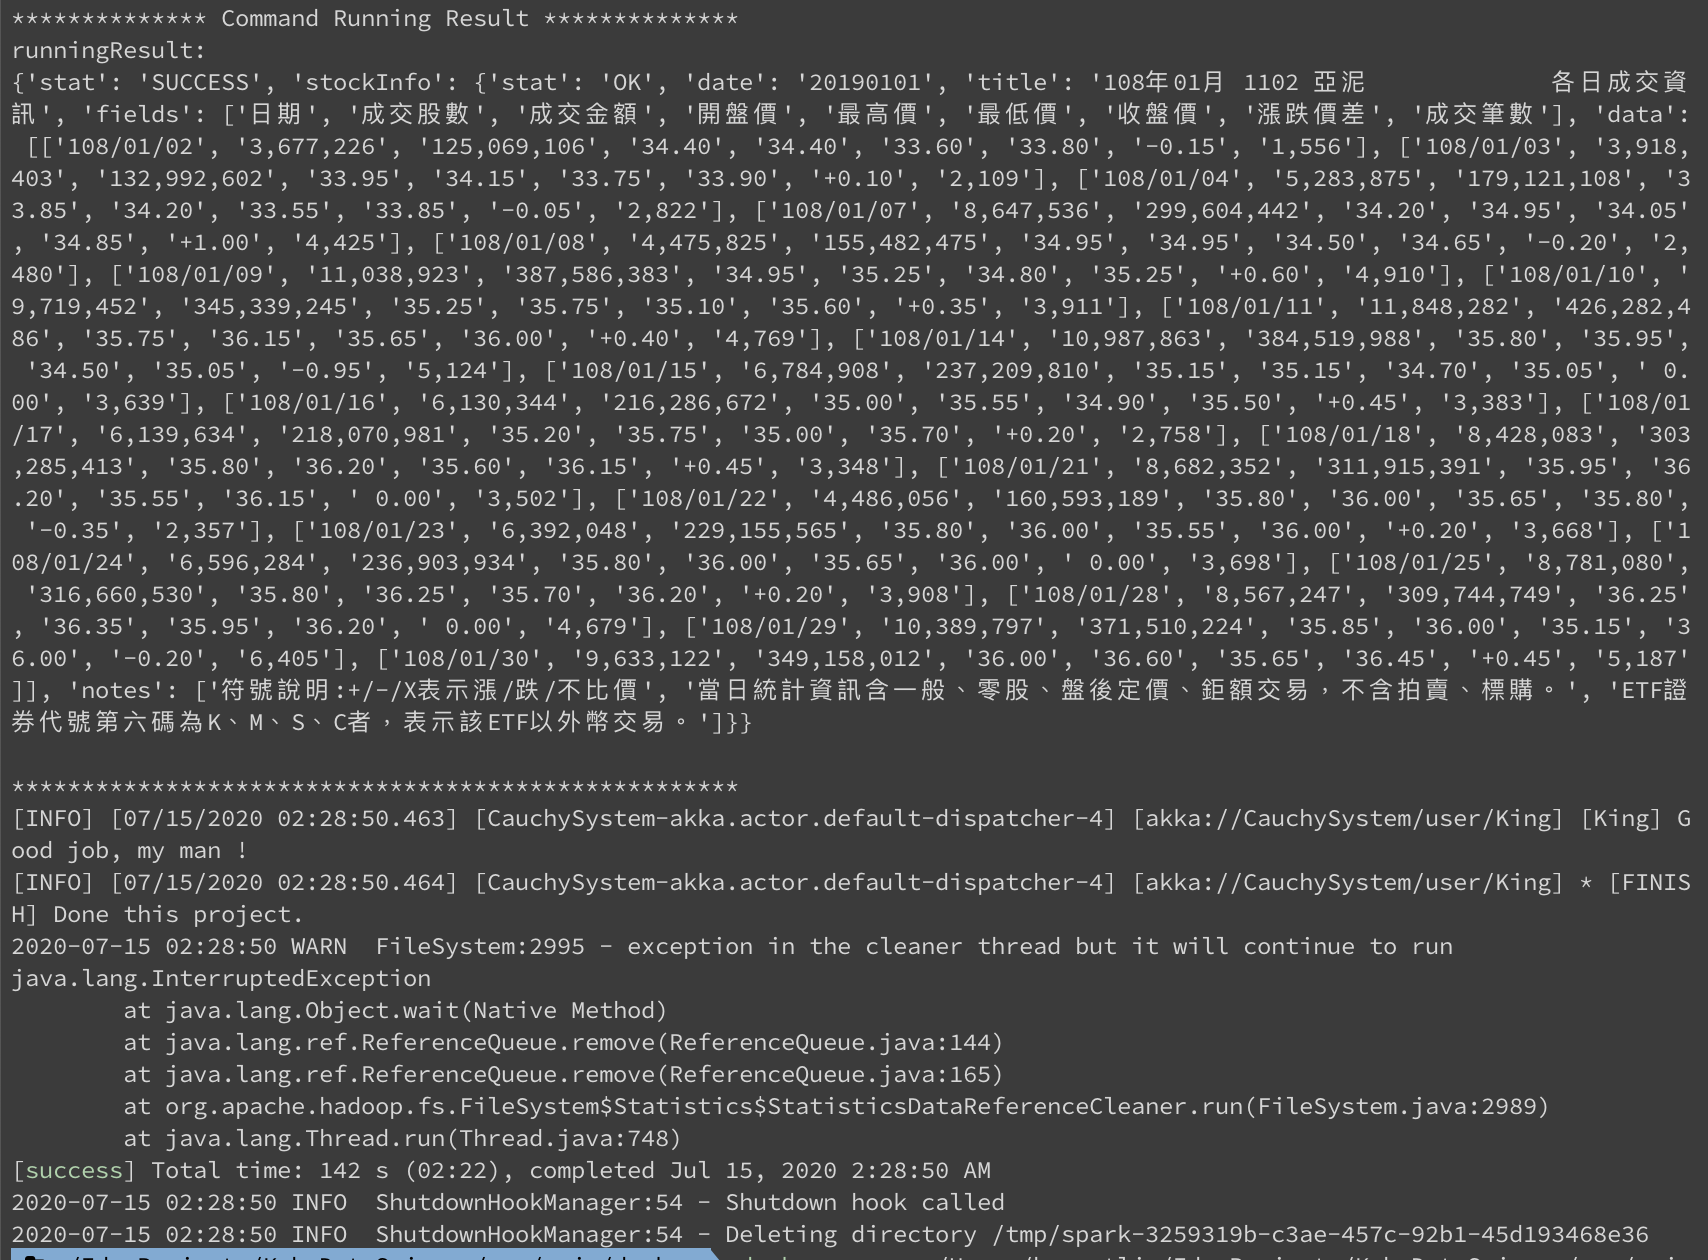 ************** Command Running Result **************
runningResult:
{'stat': 'SUCCESS', 'stockInfo': {'stat': 'OK', 'date': '20190101', 'title': '108年01月 1102 亞泥             各日成交資
訊', 'fields': ['日期', '成交股數', '成交金額', '開盤價', '最高價', '最低價', '收盤價', '漲跌價差', '成交筆數'], 'data':
 [['108/01/02', '3,677,226', '125,069,106', '34.40', '34.40', '33.60', '33.80', '-0.15', '1,556'], ['108/01/03', '3,918,
403', '132,992,602', '33.95', '34.15', '33.75', '33.90', '+0.10', '2,109'], ['108/01/04', '5,283,875', '179,121,108', '3
3.85', '34.20', '33.55', '33.85', '-0.05', '2,822'], ['108/01/07', '8,647,536', '299,604,442', '34.20', '34.95', '34.05'
, '34.85', '+1.00', '4,425'], ['108/01/08', '4,475,825', '155,482,475', '34.95', '34.95', '34.50', '34.65', '-0.20', '2,
480'], ['108/01/09', '11,038,923', '387,586,383', '34.95', '35.25', '34.80', '35.25', '+0.60', '4,910'], ['108/01/10', '
9,719,452', '345,339,245', '35.25', '35.75', '35.10', '35.60', '+0.35', '3,911'], ['108/01/11', '11,848,282', '426,282,4
86', '35.75', '36.15', '35.65', '36.00', '+0.40', '4,769'], ['108/01/14', '10,987,863', '384,519,988', '35.80', '35.95',
 '34.50', '35.05', '-0.95', '5,124'], ['108/01/15', '6,784,908', '237,209,810', '35.15', '35.15', '34.70', '35.05', ' 0.
00', '3,639'], ['108/01/16', '6,130,344', '216,286,672', '35.00', '35.55', '34.90', '35.50', '+0.45', '3,383'], ['108/01
/17', '6,139,634', '218,070,981', '35.20', '35.75', '35.00', '35.70', '+0.20', '2,758'], ['108/01/18', '8,428,083', '303
,285,413', '35.80', '36.20', '35.60', '36.15', '+0.45', '3,348'], ['108/01/21', '8,682,352', '311,915,391', '35.95', '36
.20', '35.55', '36.15', ' 0.00', '3,502'], ['108/01/22', '4,486,056', '160,593,189', '35.80', '36.00', '35.65', '35.80',
 '-0.35', '2,357'], ['108/01/23', '6,392,048', '229,155,565', '35.80', '36.00', '35.55', '36.00', '+0.20', '3,668'], ['1
08/01/24', '6,596,284', '236,903,934', '35.80', '36.00', '35.65', '36.00', ' 0.00', '3,698'], ['108/01/25', '8,781,080',
 '316,660,530', '35.80', '36.25', '35.70', '36.20', '+0.20', '3,908'], ['108/01/28', '8,567,247', '309,744,749', '36.25'
, '36.35', '35.95', '36.20', ' 0.00', '4,679'], ['108/01/29', '10,389,797', '371,510,224', '35.85', '36.00', '35.15', '3
6.00', '-0.20', '6,405'], ['108/01/30', '9,633,122', '349,158,012', '36.00', '36.60', '35.65', '36.45', '+0.45', '5,187'
]], 'notes': ['符號說明:+/-/X表示漲/跌/不比價', '當日統計資訊含一般、零股、盤後定價、鉅額交易，不含拍賣、標購。', 'ETF證
券代號第六碼為K、M、S、C者，表示該ETF以外幣交易。']}}
****************************************************
[INFO] [07/15/2020 02:28:50.463] [CauchySystem-akka.actor.default-dispatcher-4] [akka://CauchySystem/user/King] [King] G
ood job, my man !
[INFO] [07/15/2020 02:28:50.464] [CauchySystem-akka.actor.default-dispatcher-4] [akka://CauchySystem/user/King] * [FINIS
H] Done this project.
2020-07-15 02:28:50 WARN  FileSystem:2995 - exception in the cleaner thread but it will continue to run
java.lang.InterruptedException
        at java.lang.Object.wait(Native Method)
        at java.lang.ref.ReferenceQueue.remove(ReferenceQueue.java:144)
        at java.lang.ref.ReferenceQueue.remove(ReferenceQueue.java:165)
        at org.apache.hadoop.fs.FileSystem$Statistics$StatisticsDataReferenceCleaner.run(FileSystem.java:2989)
        at java.lang.Thread.run(Thread.java:748)
[success] Total time: 142 s (02:22), completed Jul 15, 2020 2:28:50 AM
2020-07-15 02:28:50 INFO  ShutdownHookManager:54 - Shutdown hook called
2020-07-15 02:28:50 INFO  ShutdownHookManager:54 - Deleting directory /tmp/spark-3259319b-c3ae-457c-92b1-45d193468e36